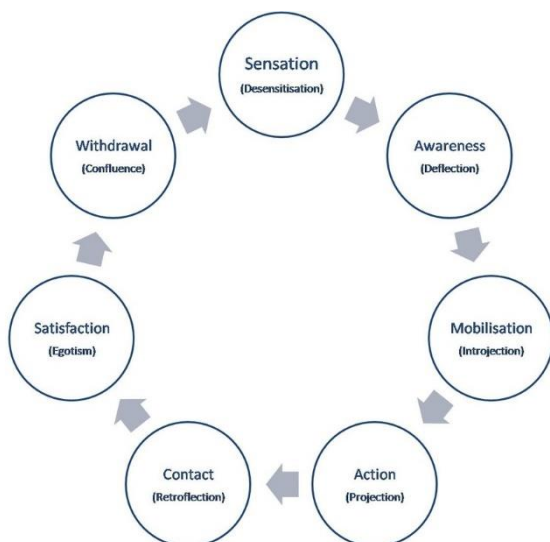 Sensation
(Desensitisation)
Awareness
(Deflection)
Mobilisation
(Introjection)
Action
(Projection)
Contact
(Retroflection)
Satisfaction
(Egotism)
Withdrawal
(Confluence)